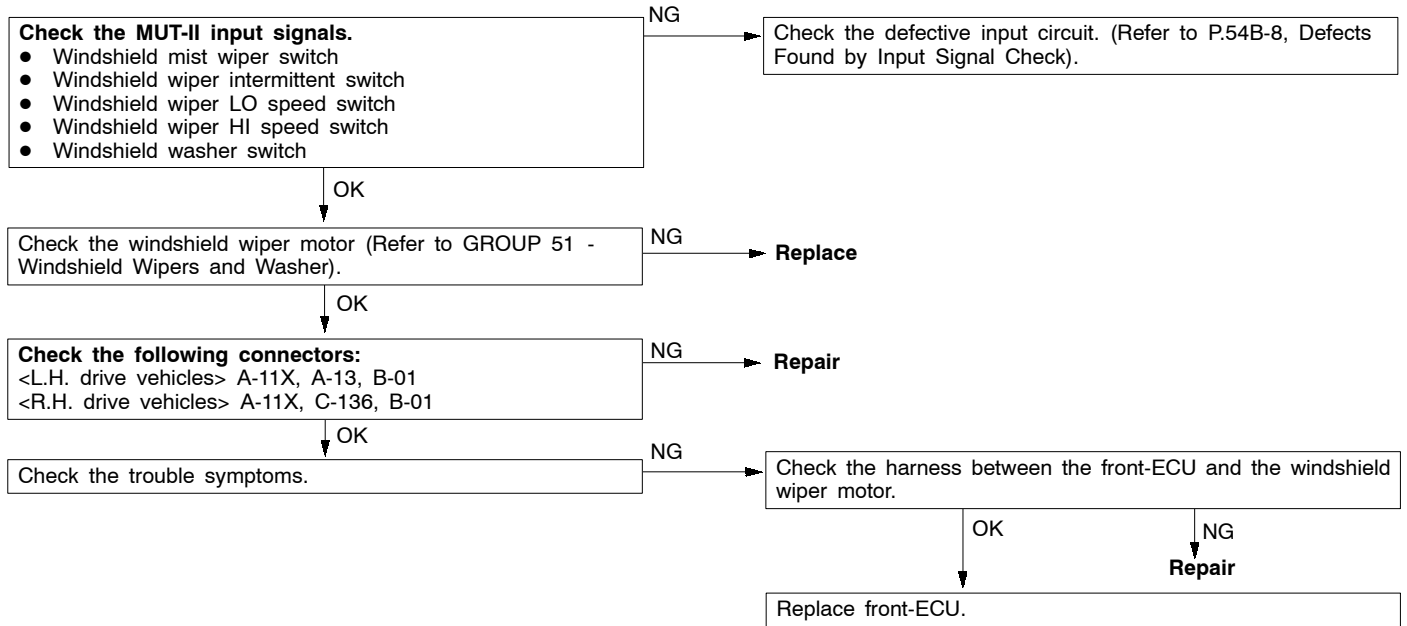 Check the MUT-II input signals.
● Windshield mist wiper switch
● Windshield wiper intermittent switch
● Windshield wiper LO speed switch
● Windshield wiper HI speed switch
● Windshield washer switch
NG
Check the defective input circuit. (Refer to P.54B-8, Defects
Found by Input Signal Check).
OK
Check the windshield wiper motor (Refer to GROUP 51 -
Windshield Wipers and Washer).
NG
Replace
OK
Check the following connectors:
<L.H. drive vehicles> A-11X, A-13, B-01
<R.H. drive vehicles> A-11X, C-136, B-01
NG
Repair
OK
Check the trouble symptoms.
NG
Check the harness between the front-ECU and the windshield
wiper motor.
OK
NG
Repair
Replace front-ECU.